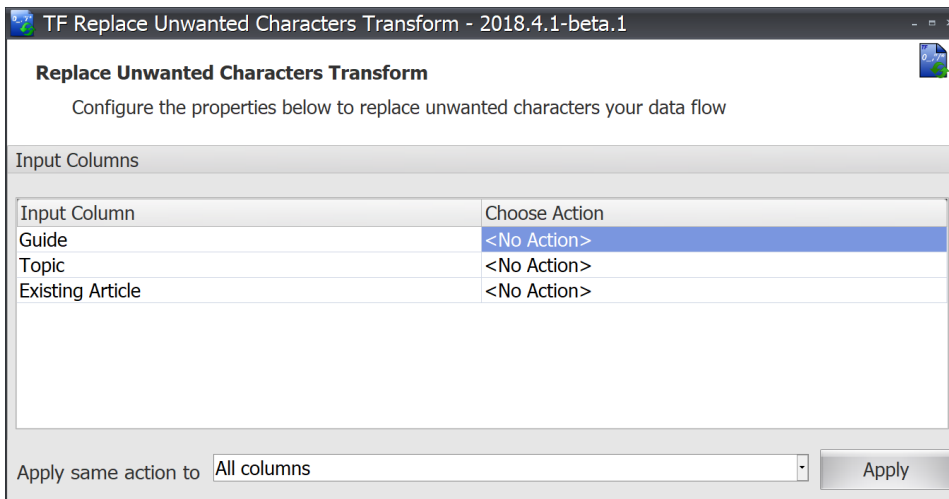 TF Replace Unwanted Characters Transform - 2018.4.1-beta.1
Replace Unwanted Characters Transform
Configure the properties below to replace unwanted characters your data flow
Input Columns
Input Column Choose Action
Guide <No Action>
Topic <No Action>
Existing Article <No Action>
Apply same action to All columns Apply